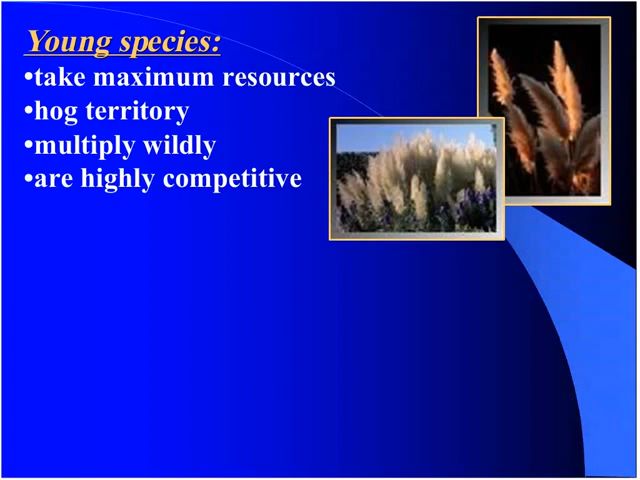 Young species:
•take maximum resources
•hog territory
•multiply wildly
•are highly competitive